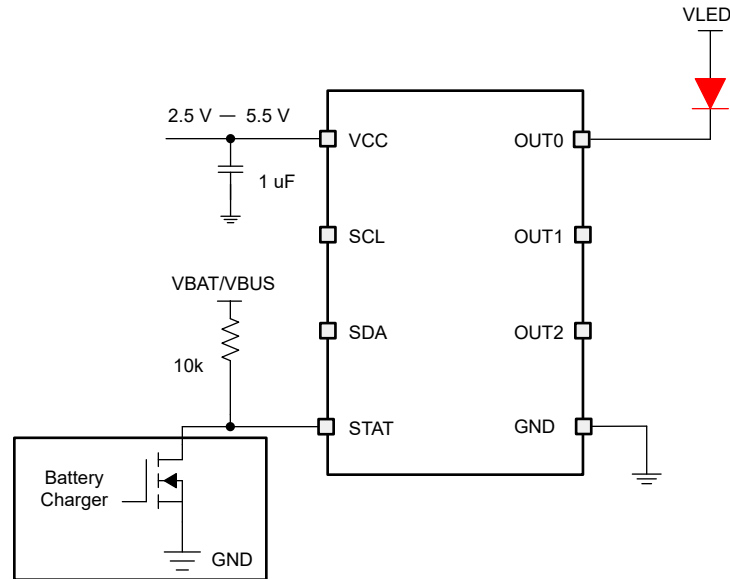 VLED
2.5 V — 5.5 V
VCC
OUT0
1 uF
SCL
OUT1
VBAT/VBUS
SDA
OUT2
10k
STAT
GND
Battery
Charger
GND